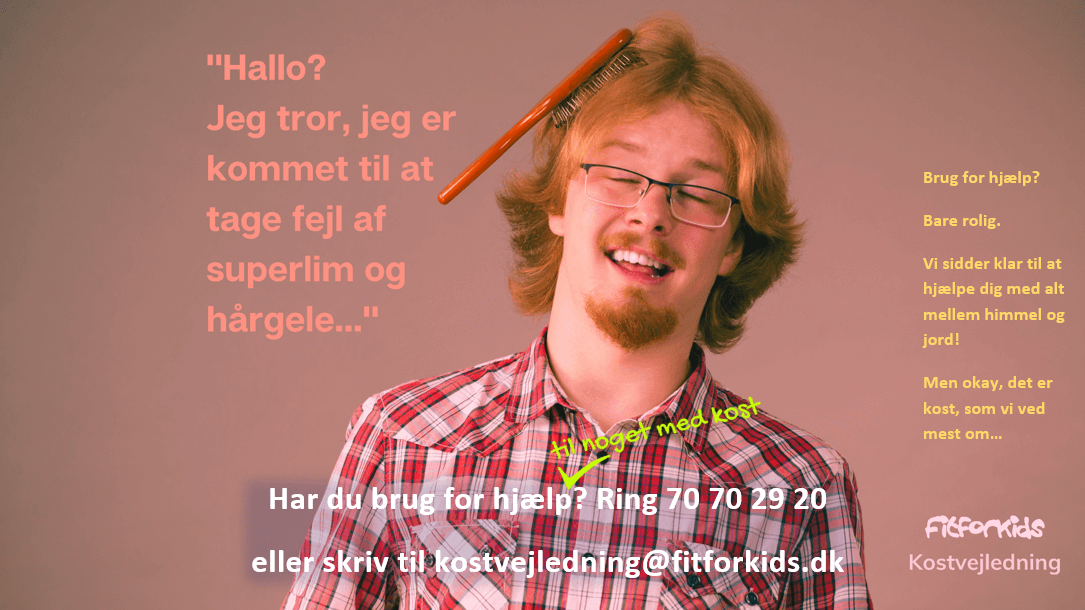 "Hallo?
Jeg tror, jeg er
kommet til at
tage fejl af
superlim og
hårgele..."
Brug for hjælp?
Bare rolig.
Vi sidder klar til at
hjælpe dig med alt
mellem himmel og
jord!
Men okay, det er
kost, som vi ved
mest om...
til noget med kost
Har du brug for hjælp? Ring 70 70 29 20
eller skriv til kostvejledning@fitforkids.dk
Fitforkids
Kostvejledning